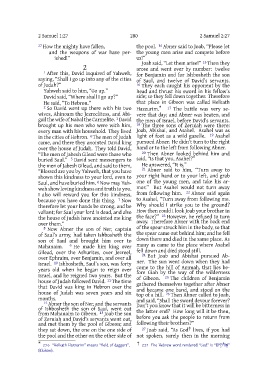 2 Samuel 1:27
280
2 Samuel 2:27
27 How the mighty have fallen,
and the weapons of war have per-
ished!”
2
1 After this, David inquired of Yahweh,
saying, “Shall I go up into any of the cities
of Judah?”
Yahweh said to him, “Go up.”
David said, “Where shall I go up?”
He said, “To Hebron.”
2 So David went up there with his two
wives, Ahinoam the Jezreelitess, and Abi-
gail the wife of Nabal the Carmelite. 3 David
brought up his men who were with him,
every man with his household. They lived
in the cities of Hebron. 4 The men of Judah
came, and there they anointed David king
over the house of Judah. They told David,
“The men of Jabesh Gilead were those who
buried Saul.” 5 David sent messengers to
the men of Jabesh Gilead, and said to them,
“Blessed are you by Yahweh, that you have
shown this kindness to your lord, even to
Saul, and have buried him. 6 Now may Yah-
weh show loving kindness and truth to you.
I also will reward you for this kindness,
because you have done this thing. 7 Now
therefore let your hands be strong, and be
valiant; for Saul your lord is dead, and also
the house of Judah have anointed me king
over them.”
8 Now Abner the son of Ner, captain
of Saul’s army, had taken Ishbosheth the
son of Saul and brought him over to
Mahanaim. 9 He made him king over
Gilead, over the Ashurites, over Jezreel,
over Ephraim, over Benjamin, and over all
Israel. 10 Ishbosheth, Saul’s son, was forty
years old when he began to reign over
Israel, and he reigned two years. But the
house of Judah followed David. 11 The time
that David was king in Hebron over the
house of Judah was seven years and six
months.
12 Abner the son of Ner, and the servants
of Ishbosheth the son of Saul, went out
from Mahanaim to Gibeon. 13 Joab the son
of Zeruiah and David’s servants went out,
and met them by the pool of Gibeon; and
they sat down, the one on the one side of
the pool and the other on the other side of
the pool. 14 Abner said to Joab, “Please let
the young men arise and compete before
us!”
Joab said, “Let them arise!” 15 Then they
arose and went over by number: twelve
for Benjamin and for Ishbosheth the son
of Saul, and twelve of David’s servants.
16 They each caught his opponent by the
head and thrust his sword in his fellow’s
side; so they fell down together. Therefore
that place in Gibeon was called Helkath
Hazzurim.
17 The battle was very se-
vere that day; and Abner was beaten, and
the men of Israel, before David’s servants.
18 The three sons of Zeruiah were there,
Joab, Abishai, and Asahel. Asahel was as
light of foot as a wild gazelle. 19 Asahel
pursued Abner. He didn’t turn to the right
hand or to the left from following Abner.
20 Then Abner looked behind him and
said, “Is that you, Asahel?”
He answered, “It is.”
21 Abner said to him, “Turn away to
your right hand or to your left, and grab
one of the young men, and take his ar-
mor.” But Asahel would not turn away
from following him. 22 Abner said again
to Asahel, “Turn away from following me.
Why should I strike you to the ground?
How then could I look Joab your brother in
the face?” 23 However, he refused to turn
away. Therefore Abner with the back end
of the spear struck him in the body, so that
the spear came out behind him; and he fell
down there and died in the same place. As
many as came to the place where Asahel
fell down and died stood still.
24 But Joab and Abishai pursued Ab-
ner. The sun went down when they had
come to the hill of Ammah, that lies be-
fore Giah by the way of the wilderness
of Gibeon. 25 The children of Benjamin
gathered themselves together after Abner
and became one band, and stood on the
top of a hill. 26 Then Abner called to Joab,
and said, “Shall the sword devour forever?
Don’t you know that it will be bitterness in
the latter end? How long will it be then,
before you ask the people to return from
following their brothers?”
27 Joab said, “As God lives, if you had
not spoken, surely then in the morning